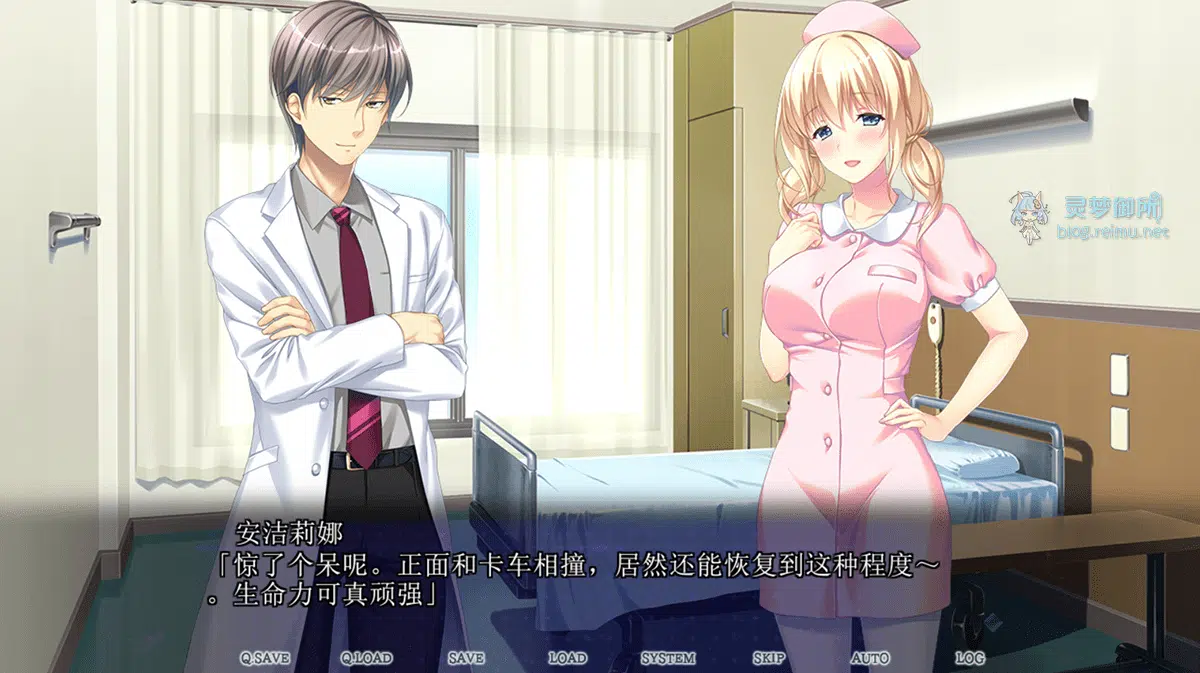 灵梦御所
blog.reimu.net
安洁莉娜
「惊了个呆呢。正面和卡车相撞，居然还能恢复到这种程度～
。生命力可真顽强」
Q.SAVE Q.LOAD SAVE LOAD SYSTEM SKIP AUTO LOG